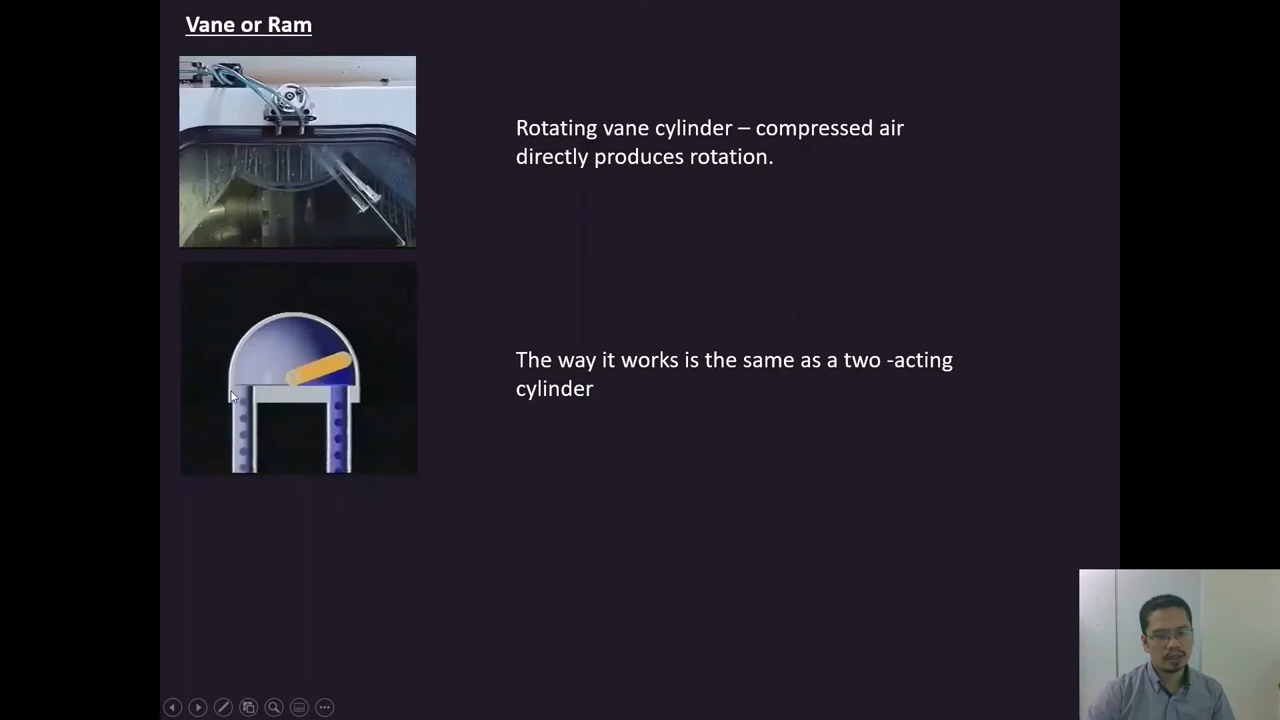 Vane or Ram
Rotating vane cylinder – compressed air
directly produces rotation.
The way it works is the same as a two -acting
cylinder